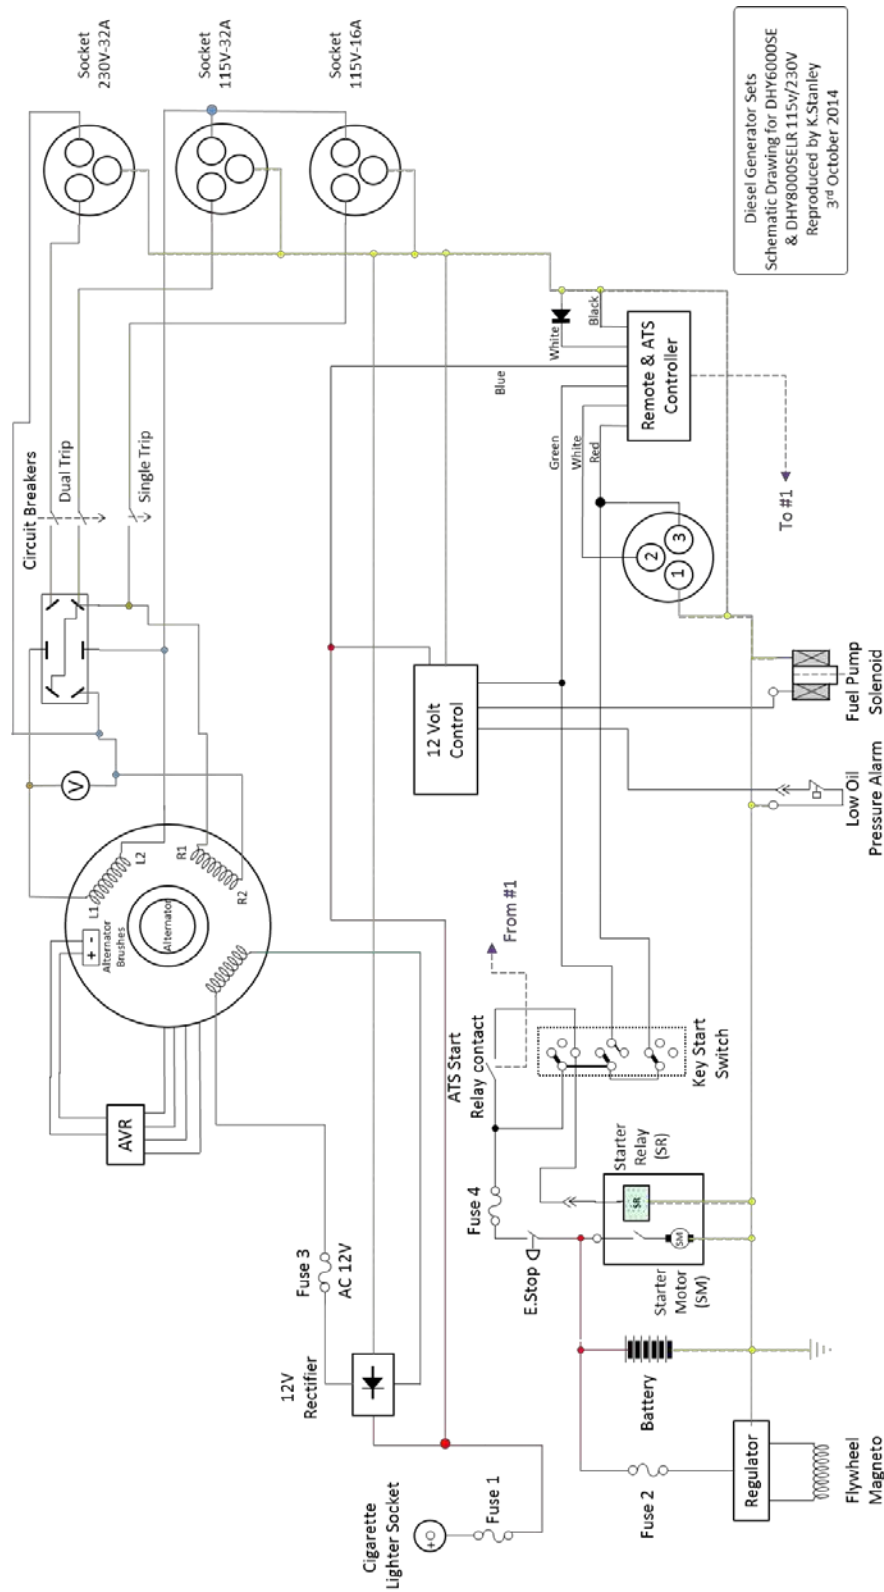 Cigarette
Lighter Socket
Fuse 1
12V
Rectifier
Fuse 3
AC 12V
AVR
+ -
Alternator
Brushes
Alternator
L1
L2
R1
R2
V
Circuit Breakers
Dual Trip
Single Trip
Socket
230V-32A
Socket
115V-32A
Socket
115V-16A
Fuse 2
Regulator
Flywheel
Magneto
Battery
E.Stop
Fuse 4
Starter
Motor
(SM)
SM
SR
Starter
Relay
(SR)
ATS Start
Relay contact
From #1
Key Start
Switch
12 Volt
Control
Low Oil
Pressure Alarm
Fuel Pump
Solenoid
1
2
3
To #1
Blue
Green
White
Red
White
Black
Remote & ATS
Controller
Diesel Generator Sets
Schematic Drawing for DHY6000SE
& DHY8000SELR 115v/230V
Reproduced by K.Stanley
3rd October 2014